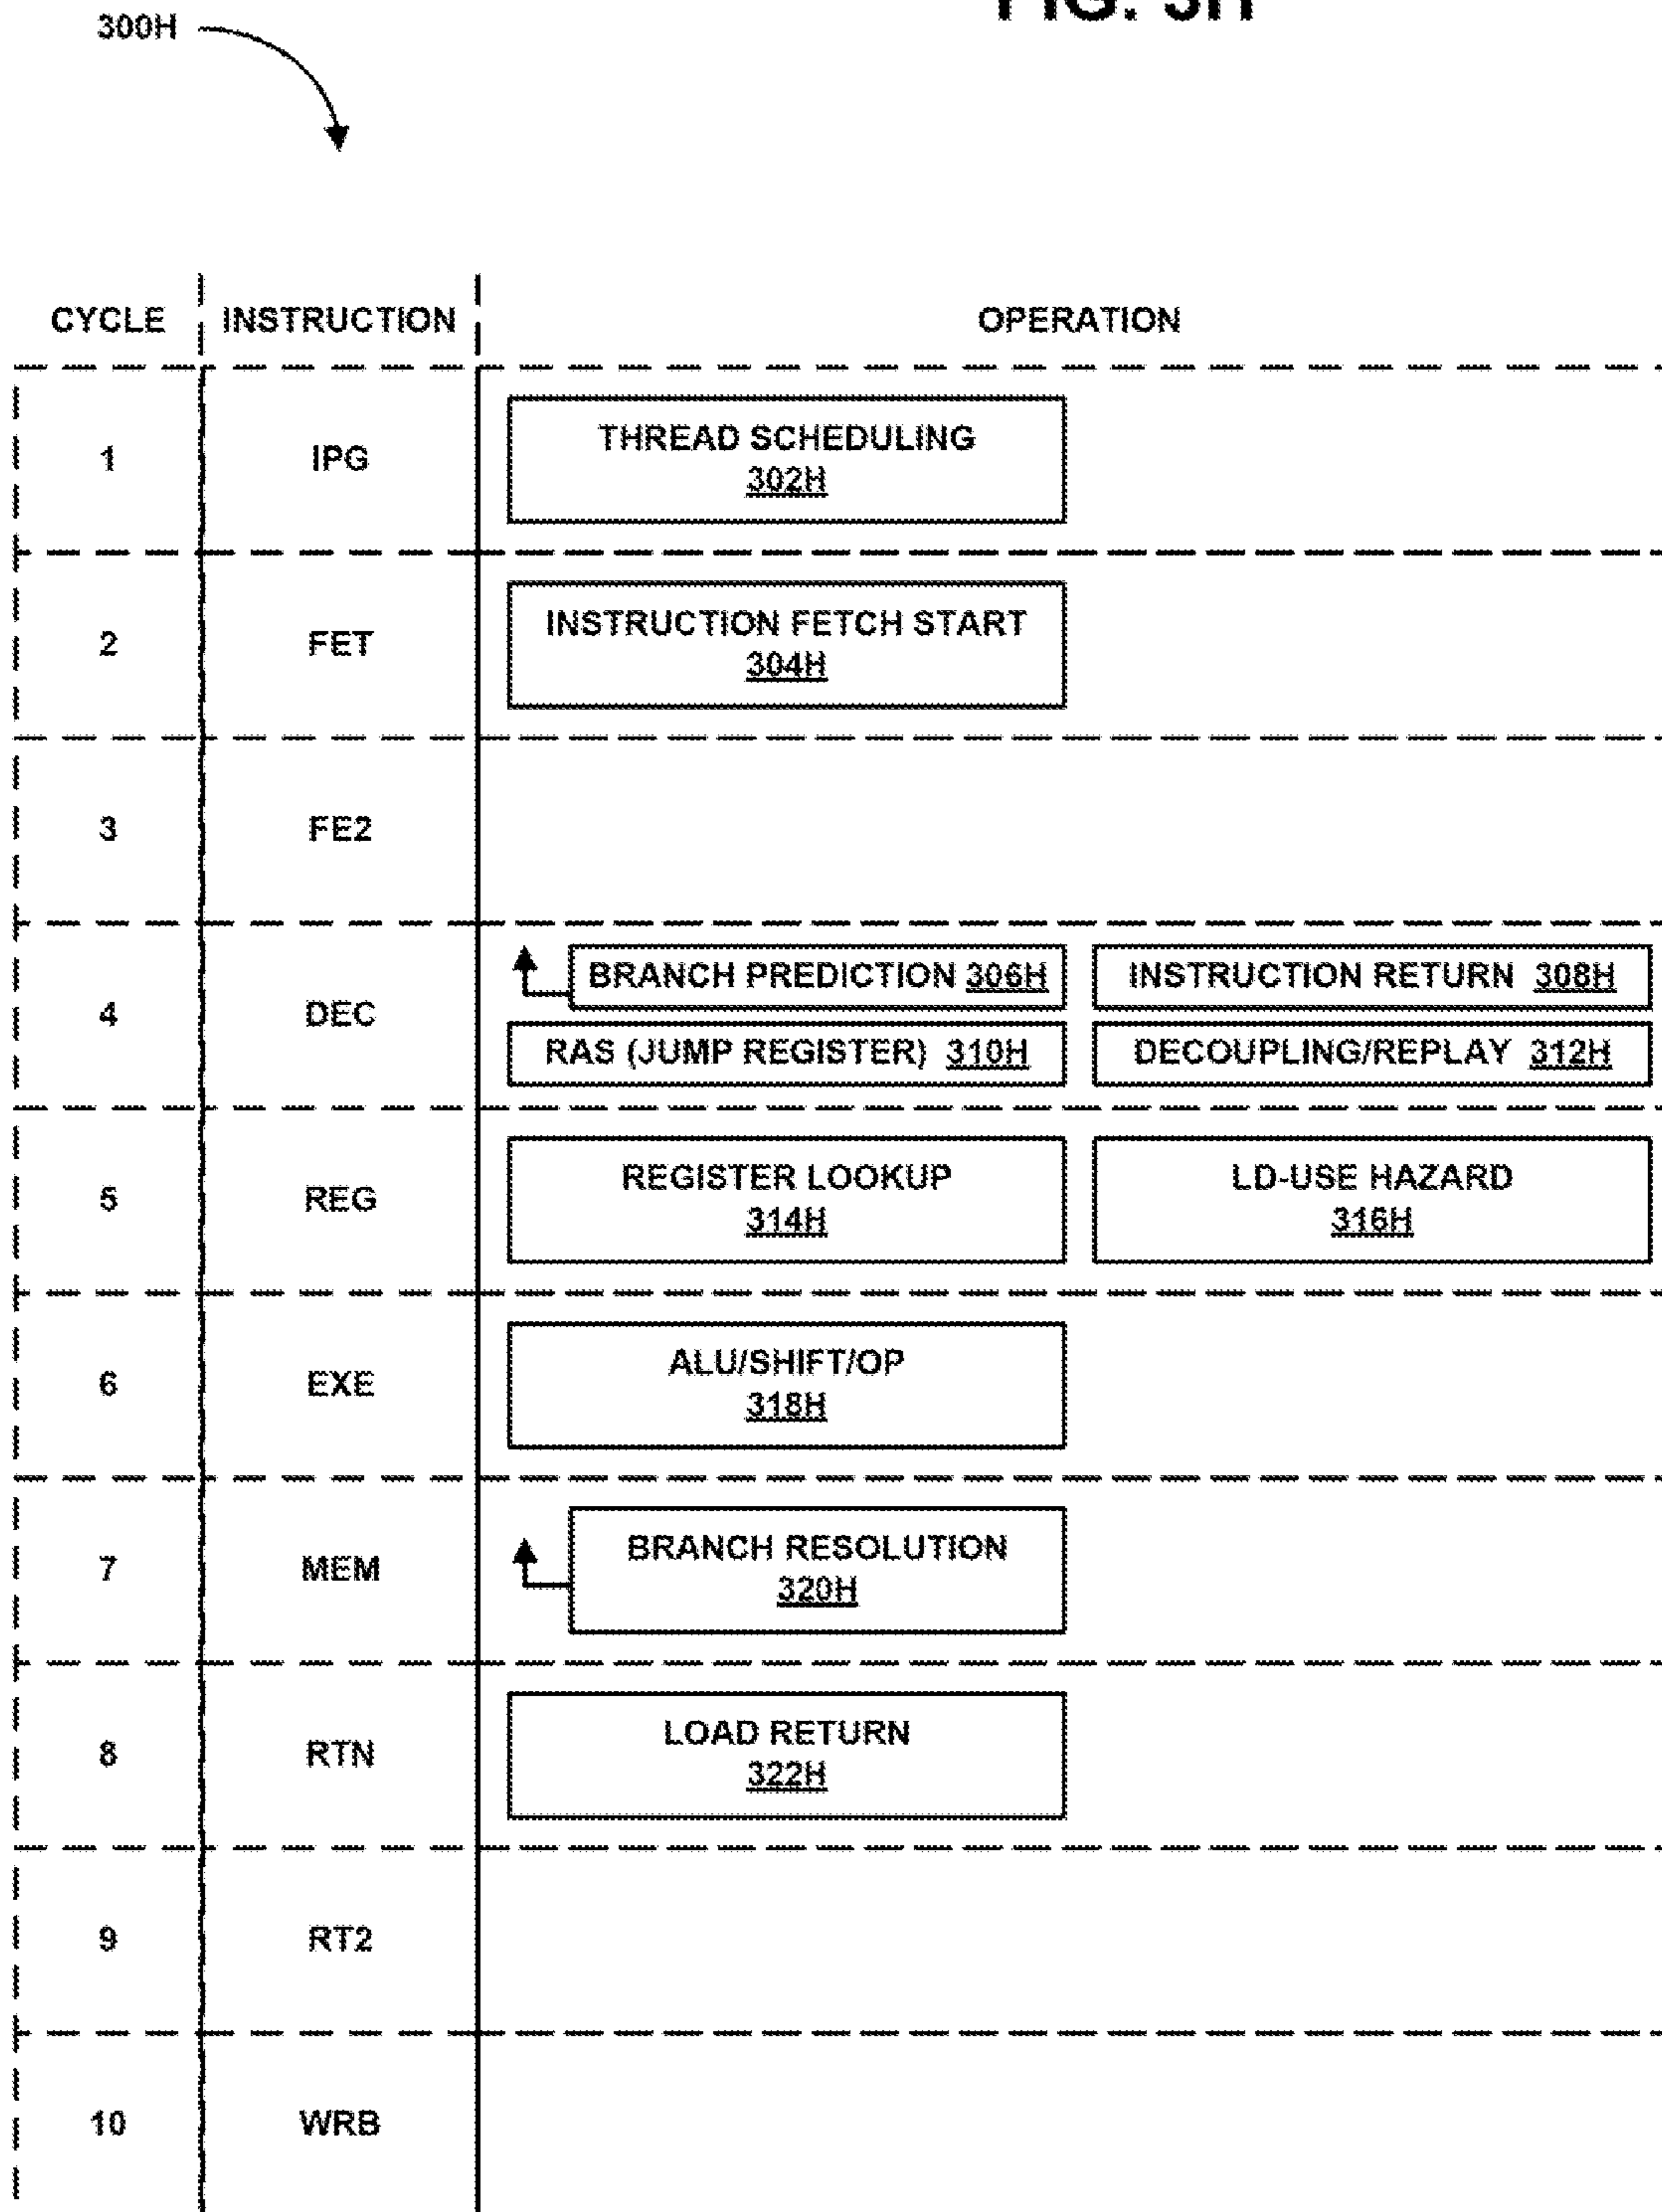 FIG. 3H
300H
CYCLE INSTRUCTION OPERATION
1 IPG THREAD SCHEDULING
302H
2 FET INSTRUCTION FETCH START
304H
3 FE2
4 DEC BRANCH PREDICTION 306H INSTRUCTION RETURN 308H
RAS (JUMP REGISTER) 310H DECOUPLING/REPLAY 312H
5 REG REGISTER LOOKUP LD-USE HAZARD
314H 316H
6 EXE ALU/SHIFT/OP
318H
7 MEM BRANCH RESOLUTION
320H
8 RTN LOAD RETURN
322H
9 RT2
10 WRB